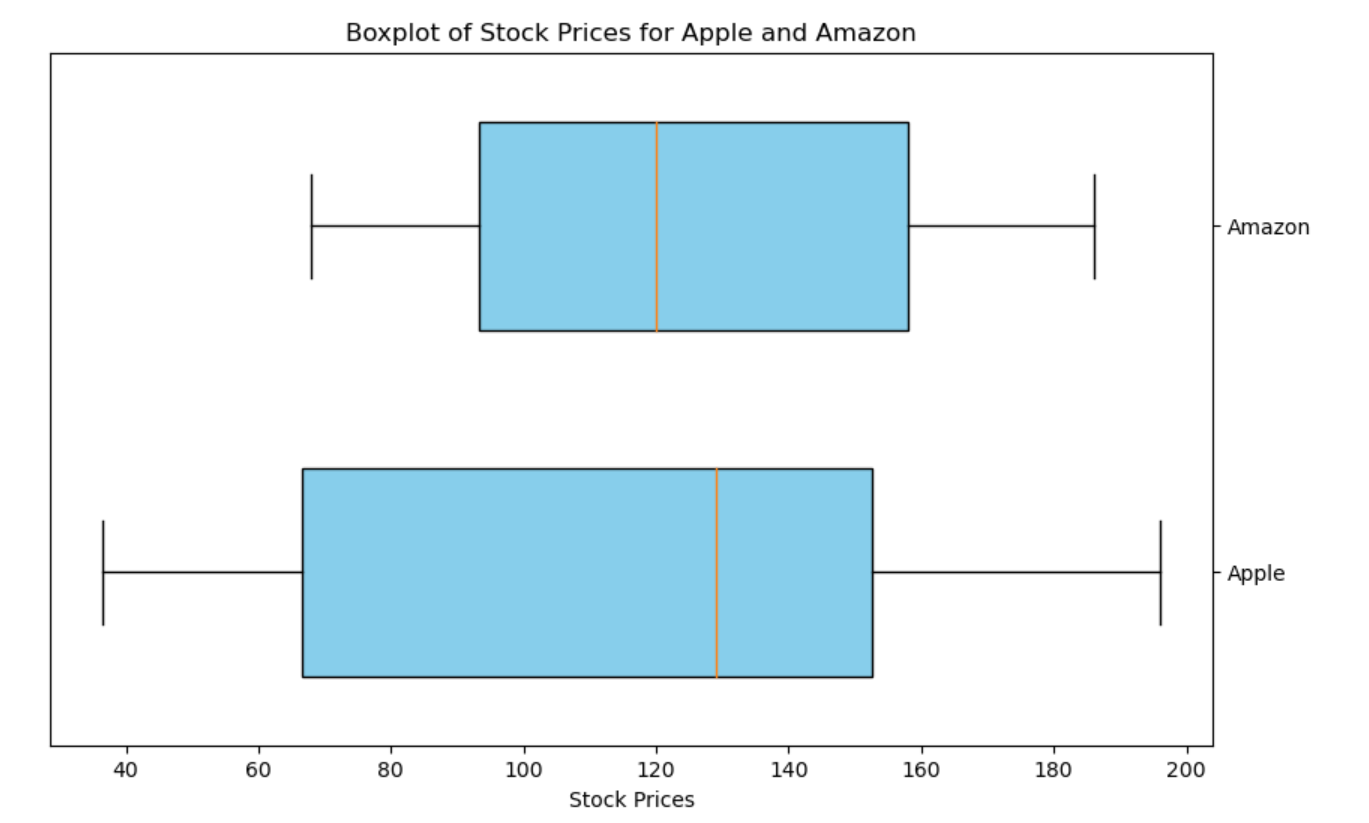 Boxplot of Stock Prices for Apple and Amazon
Amazon
Apple
40 60 80 100 120 140 160 180 200
Stock Prices